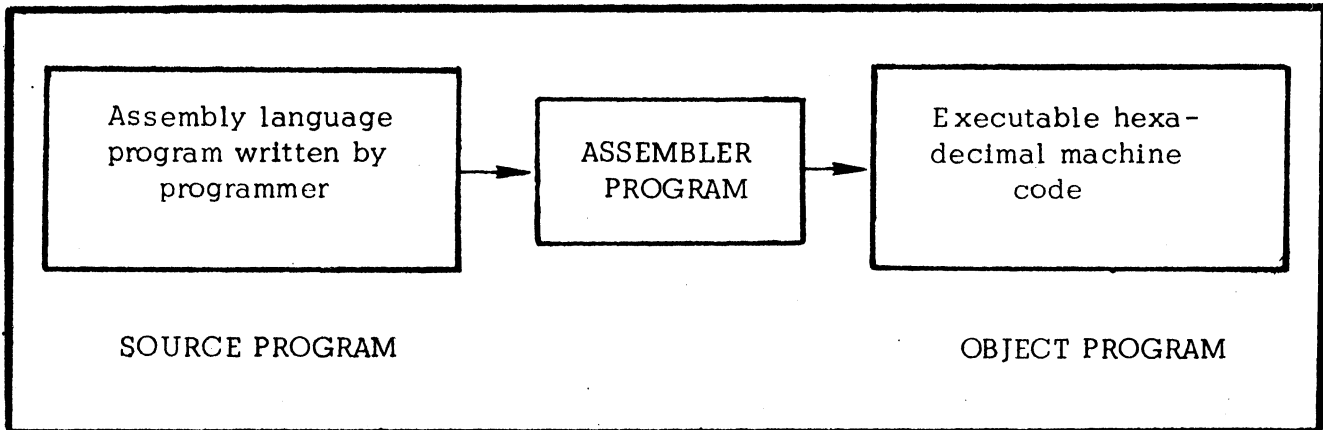 Assembly language
program written by
programmer
ASSEMBLER
PROGRAM
Executable hexa-
decimal machine
code
SOURCE PROGRAM
OBJECT PROGRAM